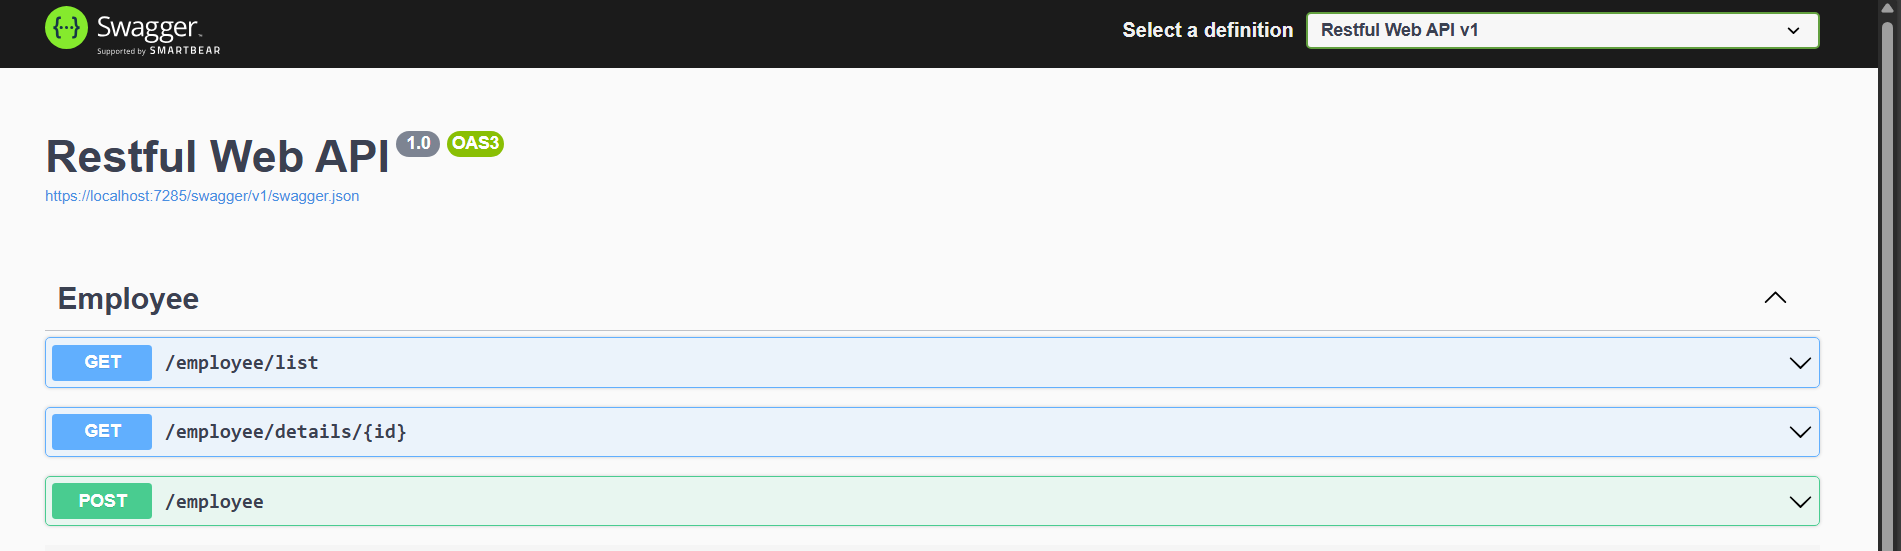 Swagger
Supported by SMARTBEAR
Select a definition
Restful Web API v1
Restful Web API 1.0 OAS3
https://localhost:7285/swagger/v1/swagger.json
Employee
GET /employee/list
GET /employee/details/{id}
POST /employee